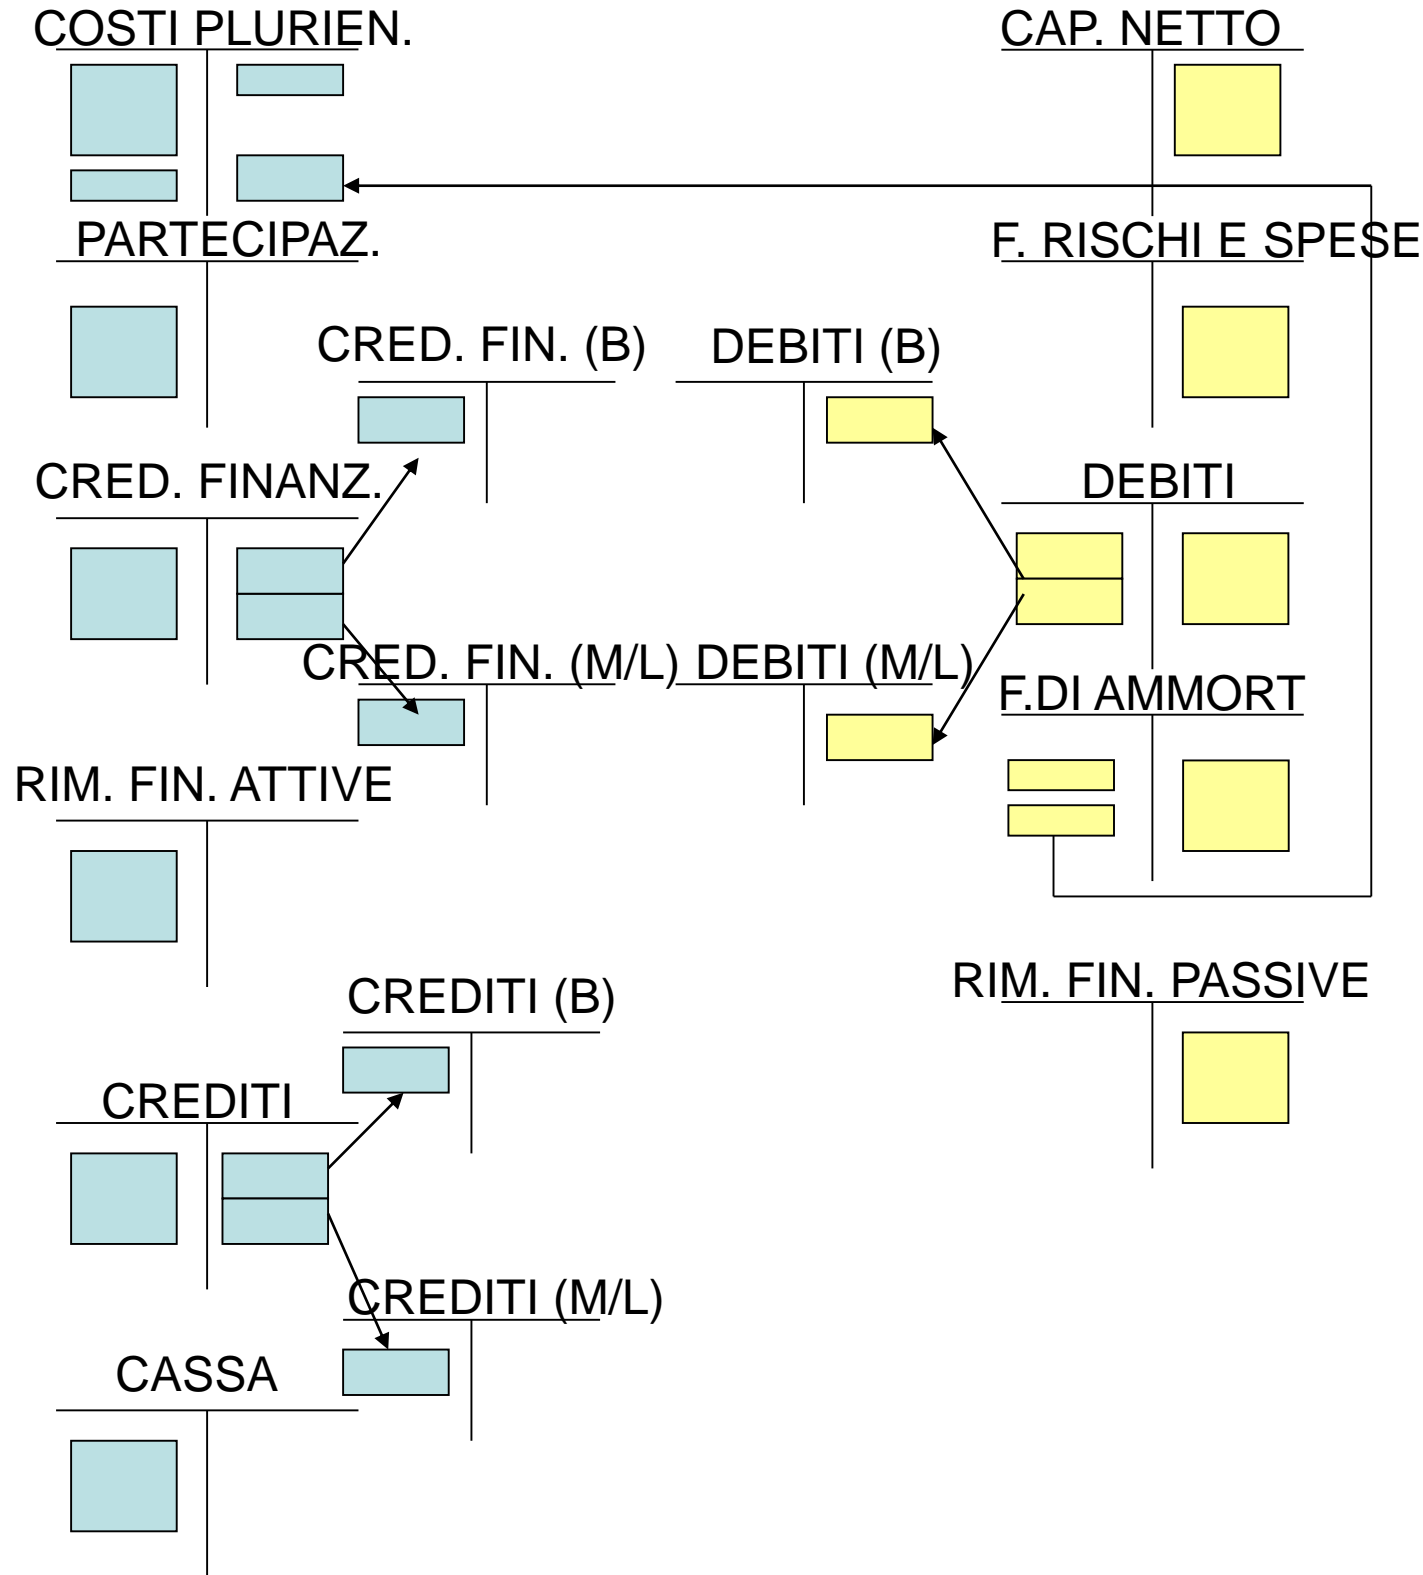 COSTI PLURIEN.
CAP. NETTO
PARTECIPAZ.
F. RISCHI E SPESE
CRED. FIN. (B)
DEBITI (B)
CRED. FINANZ.
DEBITI
CRED. FIN. (M/L)
DEBITI (M/L)
F.DI AMMORT
RIM. FIN. ATTIVE
CREDITI (B)
RIM. FIN. PASSIVE
CREDITI
CREDITI (M/L)
CASSA